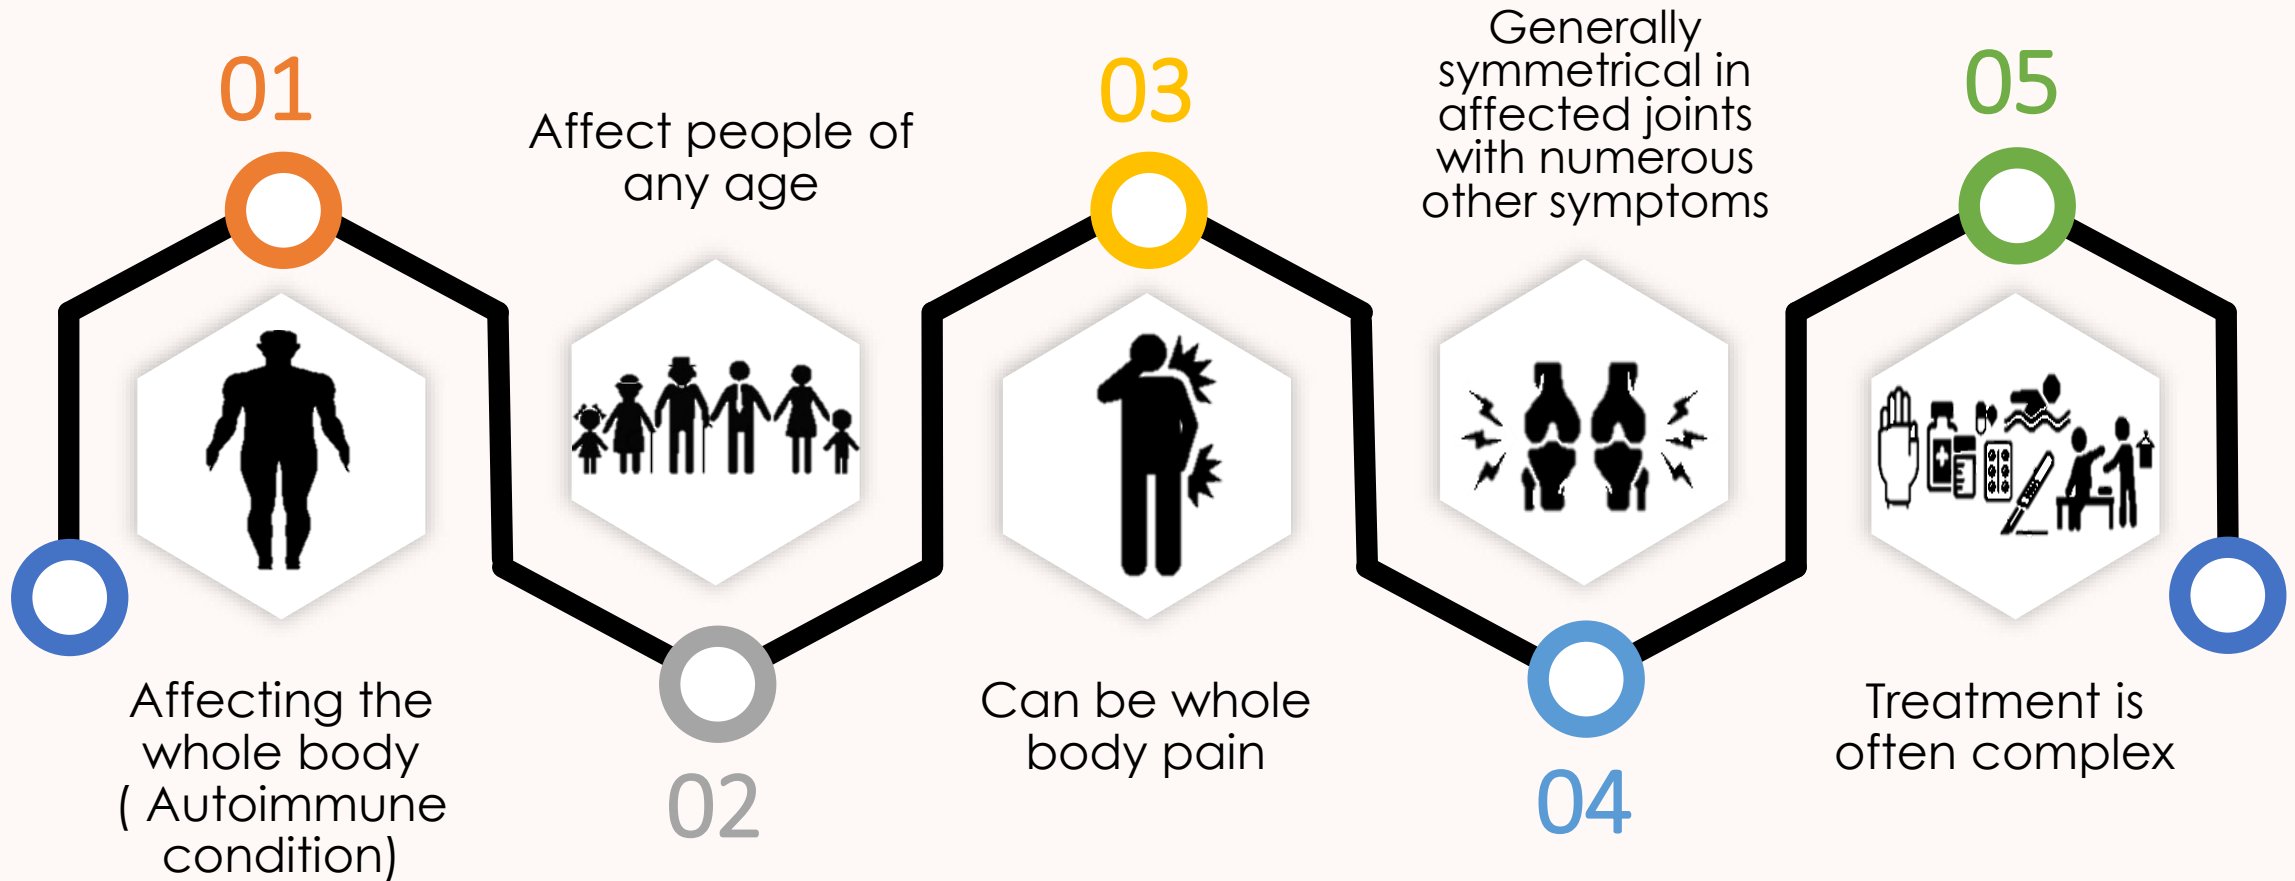 01
Affecting the
whole body
( Autoimmune
condition)
Affect people of
any age
02
03
Can be whole
body pain
Generally
symmetrical in
affected joints
with numerous
other symptoms
04
05
Treatment is
often complex